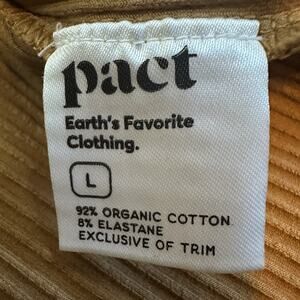 pact
Earth's Favorite
Clothing.
L
92% ORGANIC COTTON
8% ELASTANE
EXCLUSIVE OF TRIM